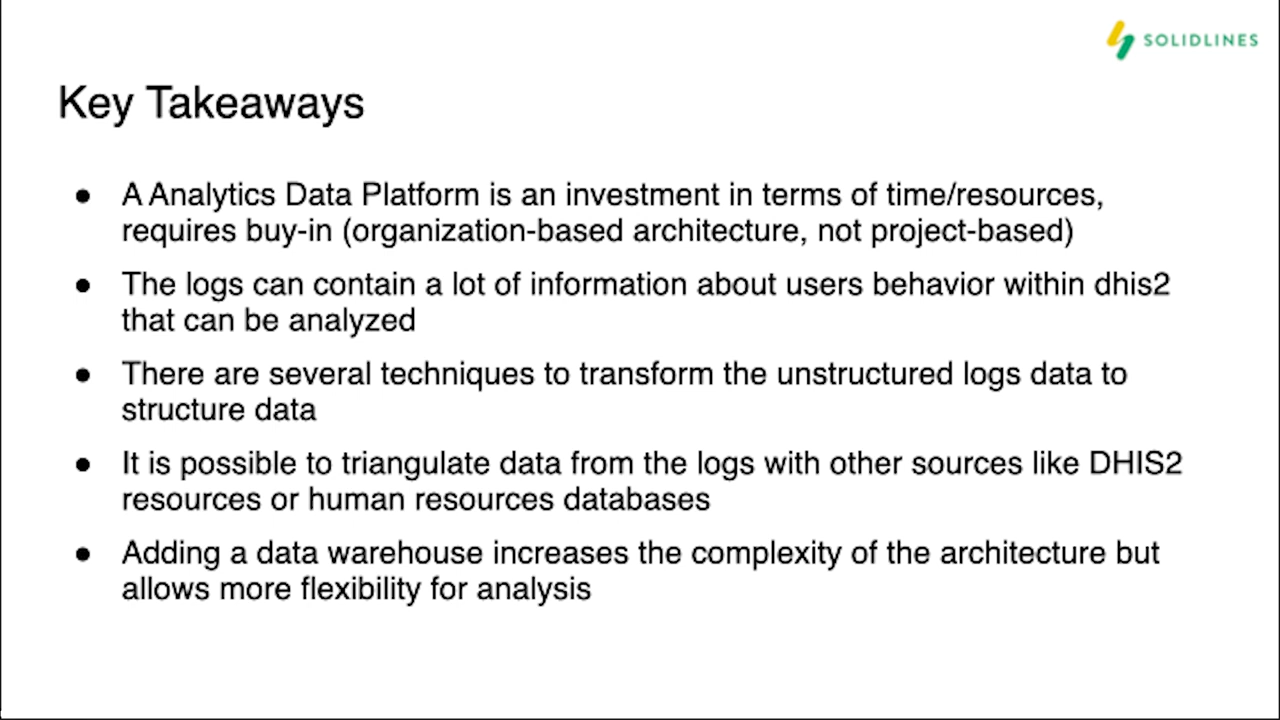 SOLIDLINES
Key Takeaways
● A Analytics Data Platform is an investment in terms of time/resources,
requires buy-in (organization-based architecture, not project-based)
● The logs can contain a lot of information about users behavior within dhis2
that can be analyzed
● There are several techniques to transform the unstructured logs data to
structure data
● It is possible to triangulate data from the logs with other sources like DHIS2
resources or human resources databases
● Adding a data warehouse increases the complexity of the architecture but
allows more flexibility for analysis